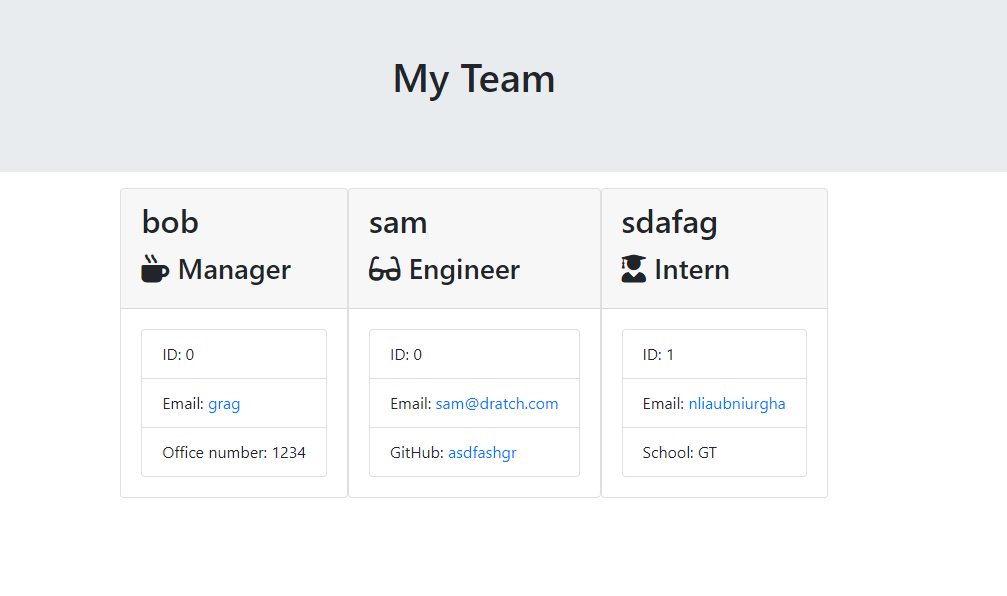 My Team
bob
Manager
ID: 0
Email: grag
Office number: 1234
sam
Engineer
ID: 0
Email: sam@dratch.com
GitHub: asdfashgr
sdafag
Intern
ID: 1
Email: nliaubniurgha
School: GT